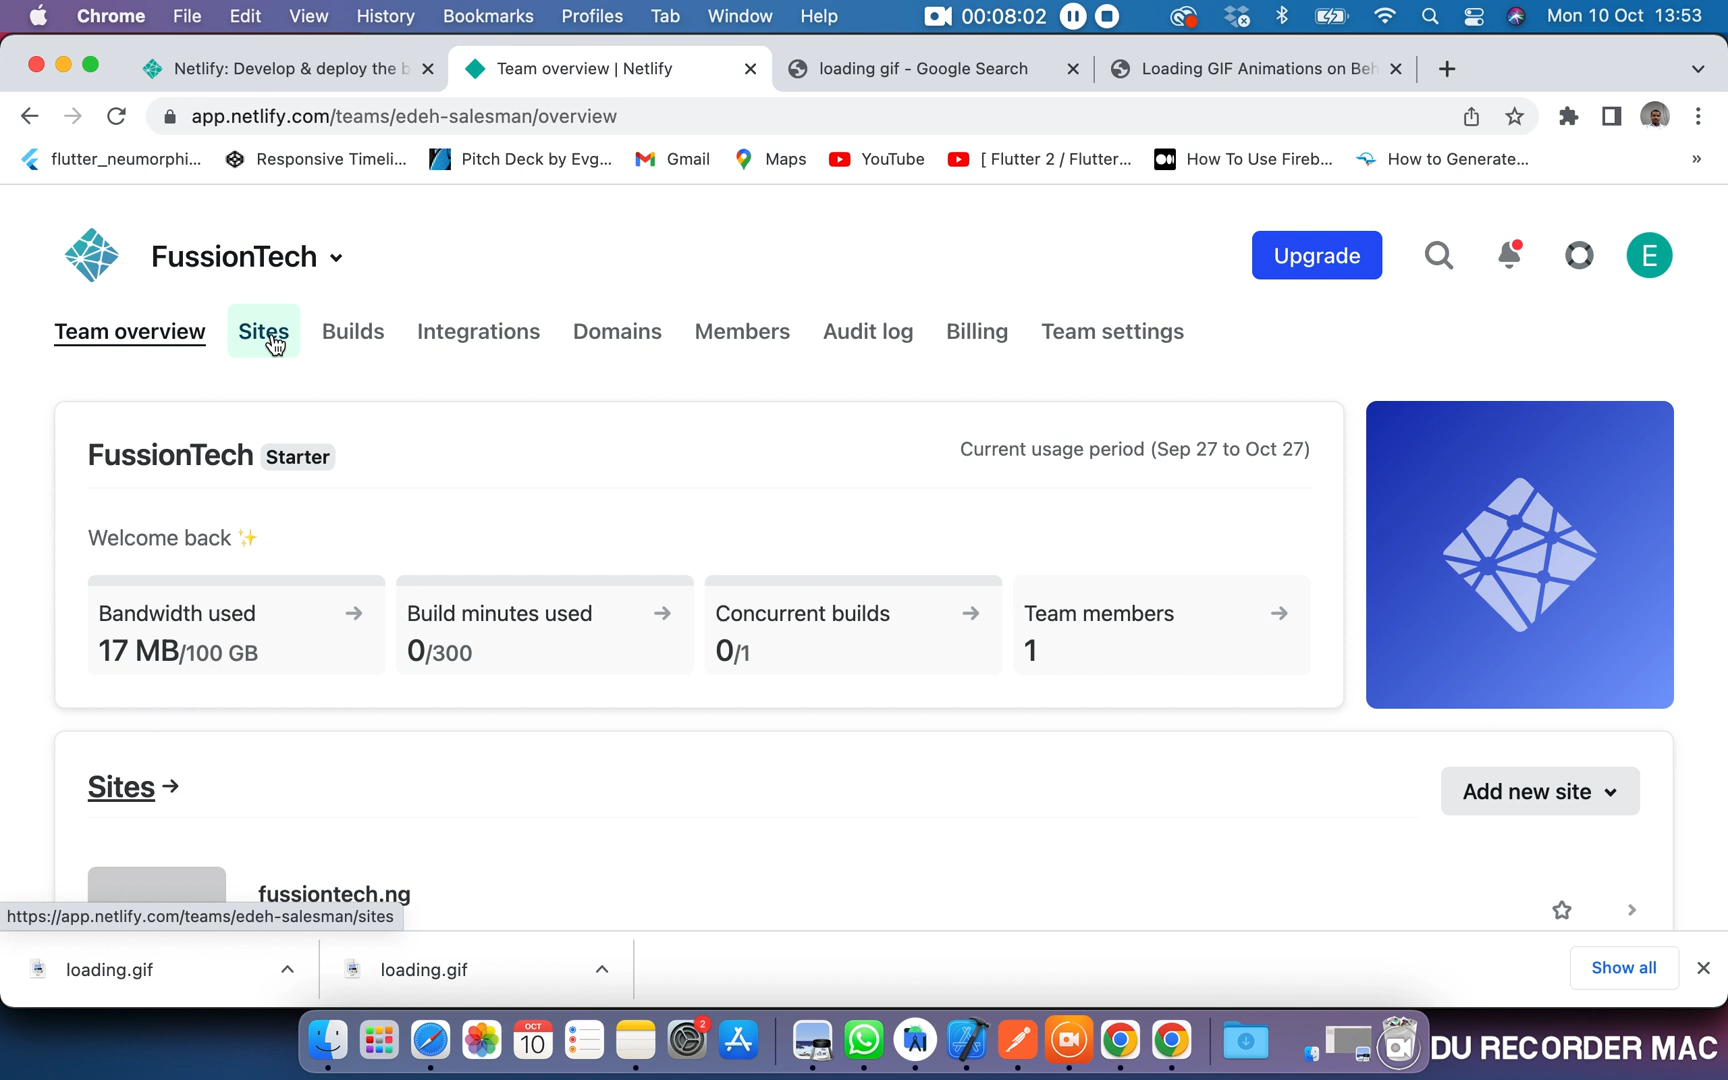 Chrome File Edit View History Bookmarks Profiles Tab Window Help 00:08:02 Mon 10 Oct 13:53
Netlify: Develop & deploy the b Team overview | Netlify loading gif - Google Search Loading GIF Animations on Beh
app.netlify.com/teams/edeh-salesman/overview
flutter_neumorphi... Responsive Timeli... Pitch Deck by Evg... Gmail Maps YouTube [ Flutter 2 / Flutter... How To Use Fireb... How to Generate... »
FussionTech Upgrade E
Team overview Sites Builds Integrations Domains Members Audit log Billing Team settings
FussionTech Starter Current usage period (Sep 27 to Oct 27)
Welcome back ✨
Bandwidth used → Build minutes used → Concurrent builds → Team members →
17 MB/100 GB 0/300 0/1 1
Sites → Add new site
fussiontech.ng
https://app.netlify.com/teams/edeh-salesman/sites
loading.gif loading.gif Show all
OCT 2
10
DU RECORDER MAC